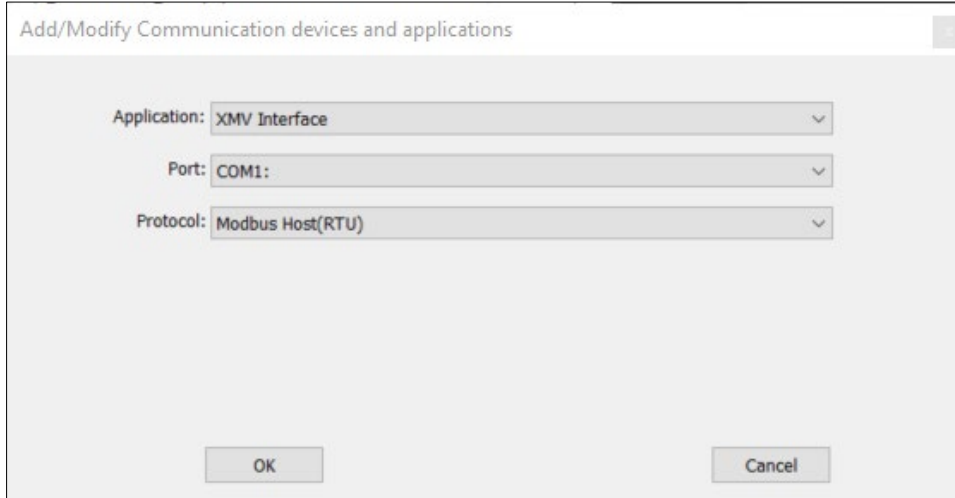 Add/Modify Communication devices and applications
Application: XMV Interface
Port: COM1:
Protocol: Modbus Host(RTU)
OK Cancel